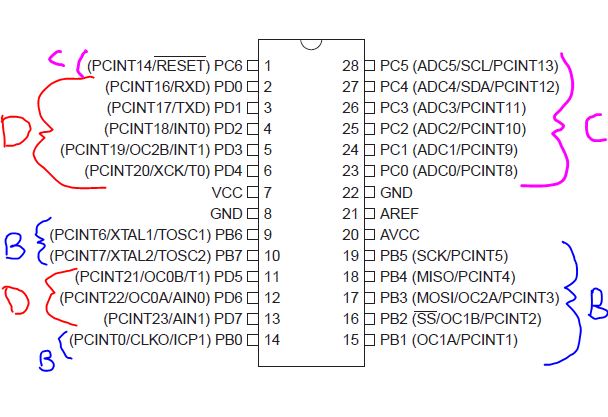 C (PCINT14/RESET) PC6 1 28 PC5 (ADC5/SCL/PCINT13)
(PCINT16/RXD) PD0 2 27 PC4 (ADC4/SDA/PCINT12)
(PCINT17/TXD) PD1 3 26 PC3 (ADC3/PCINT11)
D (PCINT18/INT0) PD2 4 25 PC2 (ADC2/PCINT10) C
(PCINT19/OC2B/INT1) PD3 5 24 PC1 (ADC1/PCINT9)
(PCINT20/XCK/T0) PD4 6 23 PC0 (ADC0/PCINT8)
VCC 7 22 GND
GND 8 21 AREF
B (PCINT6/XTAL1/TOSC1) PB6 9 20 AVCC
(PCINT7/XTAL2/TOSC2) PB7 10 19 PB5 (SCK/PCINT5)
(PCINT21/OC0B/T1) PD5 11 18 PB4 (MISO/PCINT4)
D (PCINT22/OC0A/AIN0) PD6 12 17 PB3 (MOSI/OC2A/PCINT3) B
(PCINT23/AIN1) PD7 13 16 PB2 (SS/OC1B/PCINT2)
B (PCINT0/CLKO/ICP1) PB0 14 15 PB1 (OC1A/PCINT1)